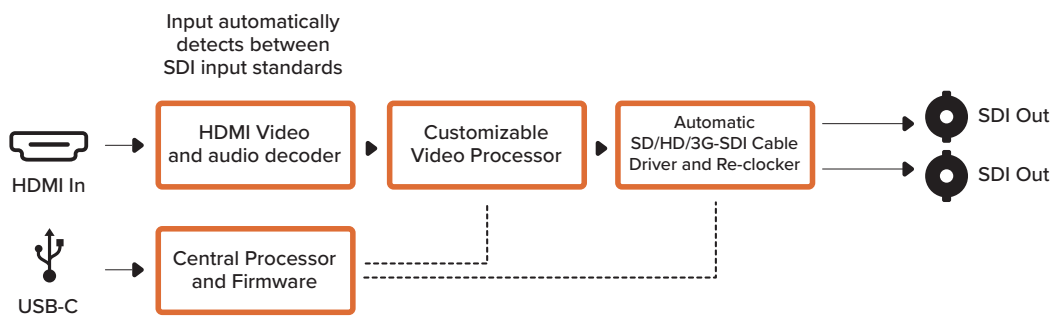 Input automatically
detects between
SDI input standards
HDMI In
HDMI Video
and audio decoder
Customizable
Video Processor
Automatic
SD/HD/3G-SDI Cable
Driver and Re-clocker
SDI Out
SDI Out
USB-C
Central Processor
and Firmware